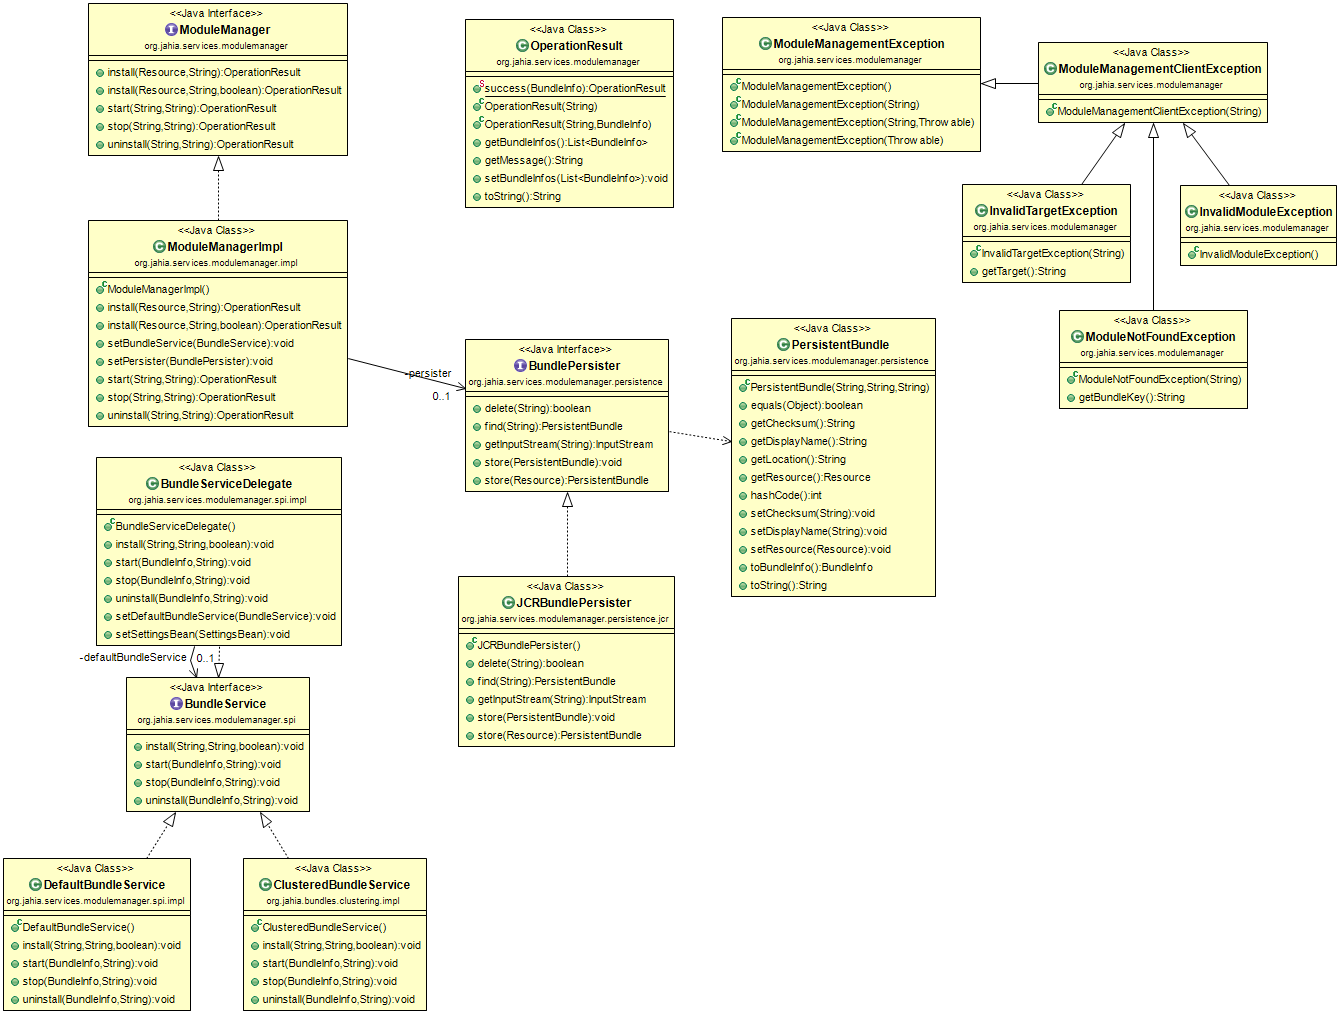 <<Java Interface>>
ModuleManager
org.jahia.services.modulemanager
install(Resource,String):OperationResult
install(Resource,String,boolean):OperationResult
start(String,String):OperationResult
stop(String,String):OperationResult
uninstall(String,String):OperationResult
<<Java Class>>
OperationResult
org.jahia.services.modulemanager
success(BundleInfo):OperationResult
OperationResult(String)
OperationResult(String,BundleInfo)
getBundleInfos():List<BundleInfo>
getMessage():String
setBundleInfos(List<BundleInfo>):void
toString():String
<<Java Class>>
ModuleManagementException
org.jahia.services.modulemanager
ModuleManagementException()
ModuleManagementException(String)
ModuleManagementException(String,Throwable)
ModuleManagementException(Throwable)
<<Java Class>>
ModuleManagementClientException
org.jahia.services.modulemanager
ModuleManagementClientException(String)
<<Java Class>>
InvalidTargetException
org.jahia.services.modulemanager
InvalidTargetException(String)
getTarget():String
<<Java Class>>
InvalidModuleException
org.jahia.services.modulemanager
InvalidModuleException()
<<Java Class>>
ModuleManagerImpl
org.jahia.services.modulemanager.impl
ModuleManagerImpl()
install(Resource,String):OperationResult
install(Resource,String,boolean):OperationResult
setBundleService(BundleService):void
setPersister(BundlePersister):void
start(String,String):OperationResult
stop(String,String):OperationResult
uninstall(String,String):OperationResult
-persister
0..1
<<Java Interface>>
BundlePersister
org.jahia.services.modulemanager.persistence
delete(String):boolean
find(String):PersistentBundle
getInputStream(String):InputStream
store(PersistentBundle):void
store(Resource):PersistentBundle
<<Java Class>>
PersistentBundle
org.jahia.services.modulemanager.persistence
PersistentBundle(String,String,String)
equals(Object):boolean
getChecksum():String
getDisplayName():String
getLocation():String
getResource():Resource
hashCode():int
setChecksum(String):void
setDisplayName(String):void
setResource(Resource):void
toBundleInfo():BundleInfo
toString():String
<<Java Class>>
ModuleNotFoundException
org.jahia.services.modulemanager
ModuleNotFoundException(String)
getBundleKey():String
<<Java Class>>
BundleServiceDelegate
org.jahia.services.modulemanager.spi.impl
BundleServiceDelegate()
install(String,String,boolean):void
start(BundleInfo,String):void
stop(BundleInfo,String):void
uninstall(BundleInfo,String):void
setDefaultBundleService(BundleService):void
setSettingsBean(SettingsBean):void
-defaultBundleService
0..1
<<Java Class>>
JCRBundlePersister
org.jahia.services.modulemanager.persistence.jcr
JCRBundlePersister()
delete(String):boolean
find(String):PersistentBundle
getInputStream(String):InputStream
store(PersistentBundle):void
store(Resource):PersistentBundle
<<Java Interface>>
BundleService
org.jahia.services.modulemanager.spi
install(String,String,boolean):void
start(BundleInfo,String):void
stop(BundleInfo,String):void
uninstall(BundleInfo,String):void
<<Java Class>>
DefaultBundleService
org.jahia.services.modulemanager.spi.impl
DefaultBundleService()
install(String,String,boolean):void
start(BundleInfo,String):void
stop(BundleInfo,String):void
uninstall(BundleInfo,String):void
<<Java Class>>
ClusteredBundleService
org.jahia.bundles.clustering.impl
ClusteredBundleService()
install(String,String,boolean):void
start(BundleInfo,String):void
stop(BundleInfo,String):void
uninstall(BundleInfo,String):void